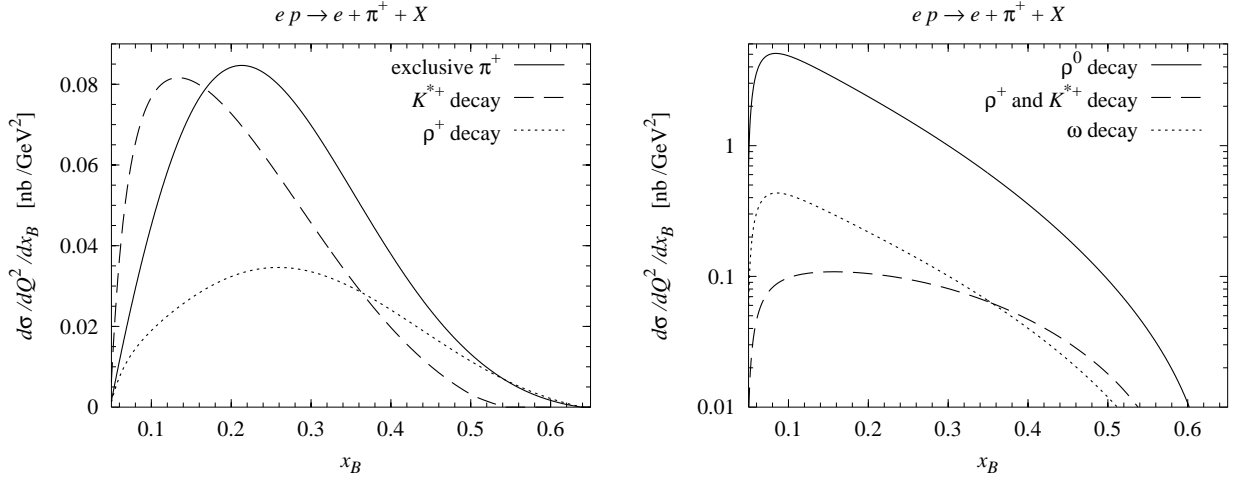 e p → e + π⁺ + X
exclusive π⁺
K*⁺ decay
ρ⁺ decay
dσ/dQ²/dx_B [nb/GeV²]
0.08
0.06
0.04
0.02
0
0.1 0.2 0.3 0.4 0.5 0.6
x_B
e p → e + π⁺ + X
ρ⁰ decay
ρ⁺ and K*⁺ decay
ω decay
dσ/dQ²/dx_B [nb/GeV²]
1
0.1
0.01
0.1 0.2 0.3 0.4 0.5 0.6
x_B